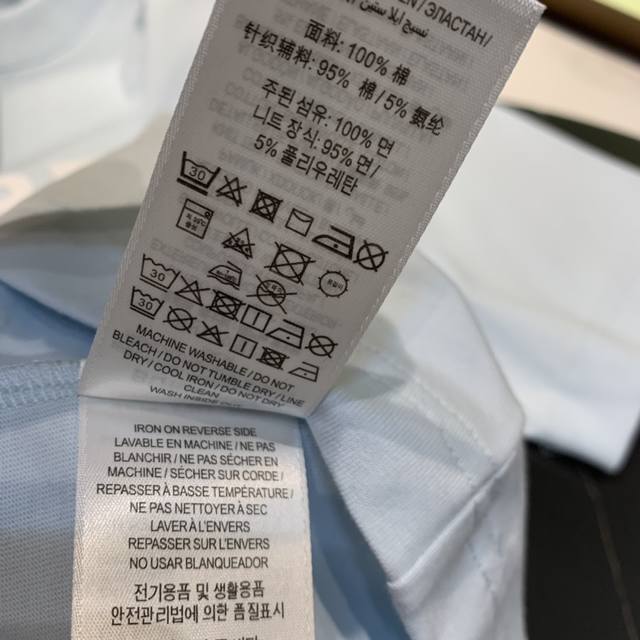 EN/ЭЛАСТАН/
面料: 100% 棉
针织辅料: 95% 棉/5% 氨纶
주된 섬유: 100% 면
니트 장식: 95% 면/
5% 폴리우레탄
30
30
30
MACHINE WASHABLE / DO NOT
BLEACH / DO NOT TUMBLE DRY / LINE
DRY / COOL IRON / DO NOT DRY
CLEAN
WASH INSIDE
IRON ON REVERSE SIDE
LAVABLE EN MACHINE / NE PAS
BLANCHIR / NE PAS SÉCHER EN
MACHINE / SÉCHER SUR CORDE /
REPASSER À BASSE TEMPÉRATURE /
NE PAS NETTOYER À SEC
LAVER À L'ENVERS
REPASSER SUR L'ENVERS
NO USAR BLANQUEADOR
전기용품 및 생활용품
안전관리법에 의한 품질표시